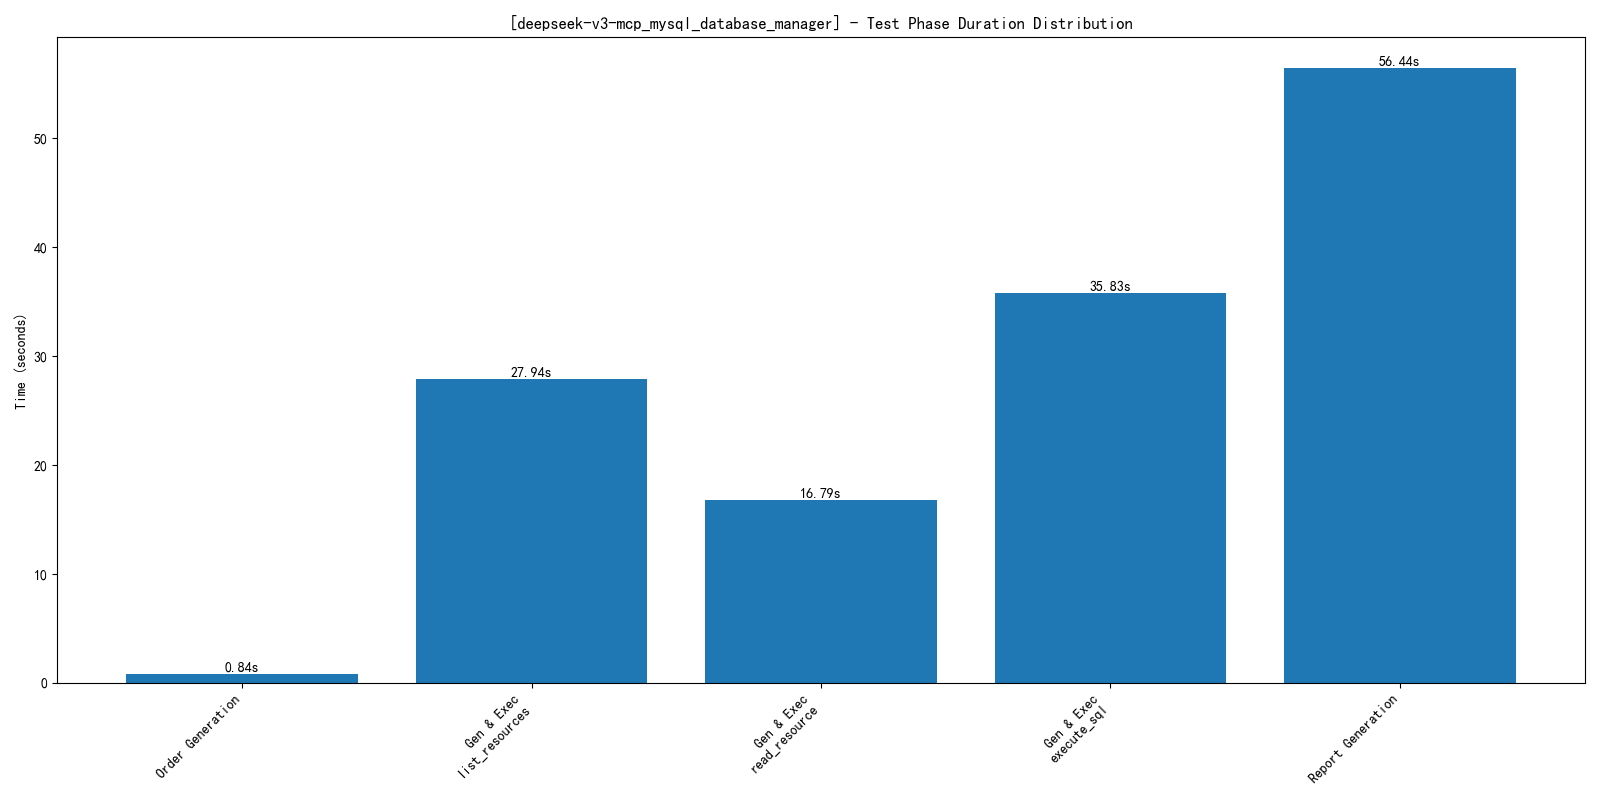 [deepseek-v3-mcp_mysql_database_manager] - Test Phase Duration Distribution
Time (seconds)
50
40
30
20
10
0
0.84s
27.94s
16.79s
35.83s
56.44s
Order Generation
Gen & Exec
list_resources
Gen & Exec
read_resource
Gen & Exec
execute_sql
Report Generation